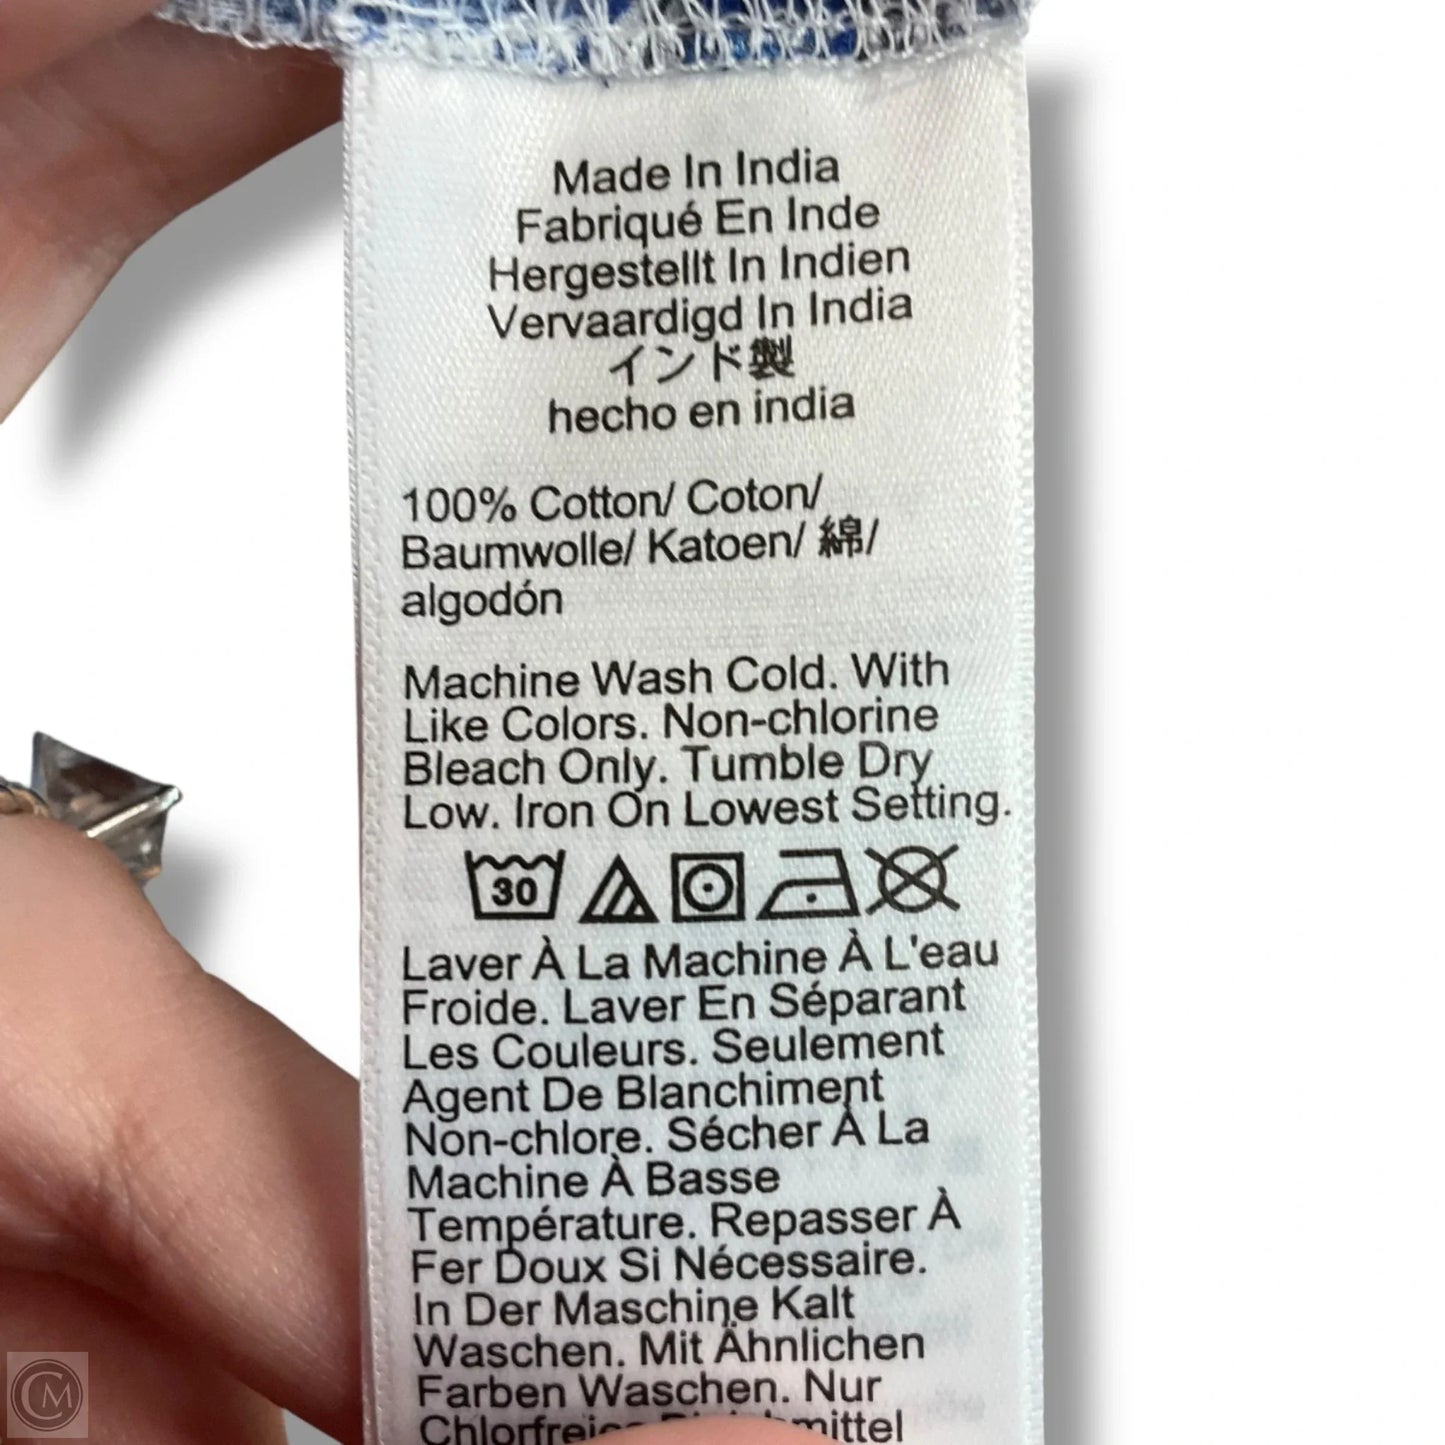 Made In India
Fabriqué En Inde
Hergestellt In Indien
Vervaardigd In India
インド製
hecho en india
100% Cotton/ Coton/
Baumwolle/ Katoen/ 綿/
algodón
Machine Wash Cold. With
Like Colors. Non-chlorine
Bleach Only. Tumble Dry
Low. Iron On Lowest Setting.
30
Laver À La Machine À L'eau
Froide. Laver En Séparant
Les Couleurs. Seulement
Agent De Blanchiment
Non-chlore. Sécher À La
Machine À Basse
Température. Repasser À
Fer Doux Si Nécessaire.
In Der Maschine Kalt
Waschen. Mit Ähnlichen
Farben Waschen. Nur
CM